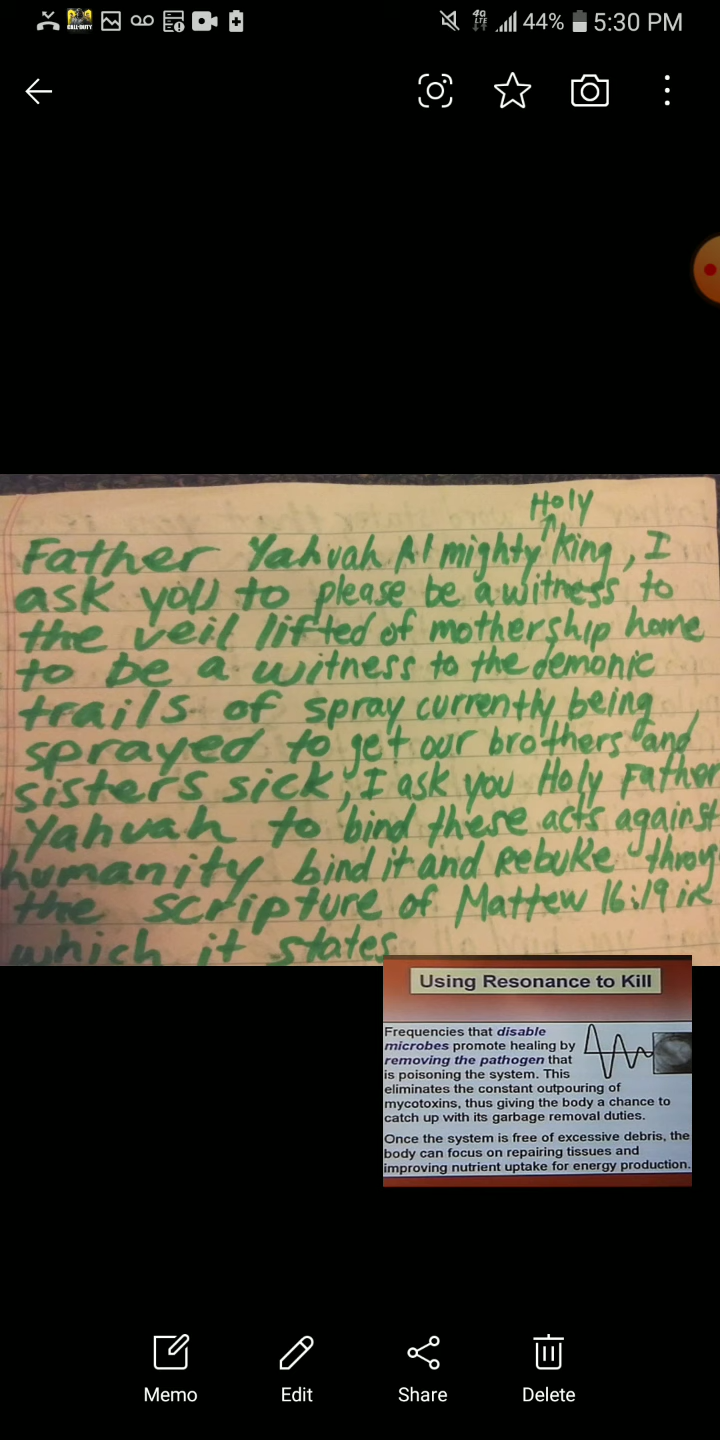 44% 5:30 PM
Holy
Father Yahvah Almighty King, I
ask you to please be a witness to
the veil lifted of mothership home
to be a witness to the demonic
trails of spray currently being
sprayed to get our brothers and
sisters sick, I ask you Holy Father
Yahvah to bind these acts against
humanity bind it and Rebuke throug
the scripture of Mattew 16:19 in
which it states
Using Resonance to Kill
Frequencies that disable
microbes promote healing by
removing the pathogen that
is poisoning the system. This
eliminates the constant outpouring of
mycotoxins, thus giving the body a chance to
catch up with its garbage removal duties.
Once the system is free of excessive debris, the
body can focus on repairing tissues and
improving nutrient uptake for energy production.
Memo Edit Share Delete